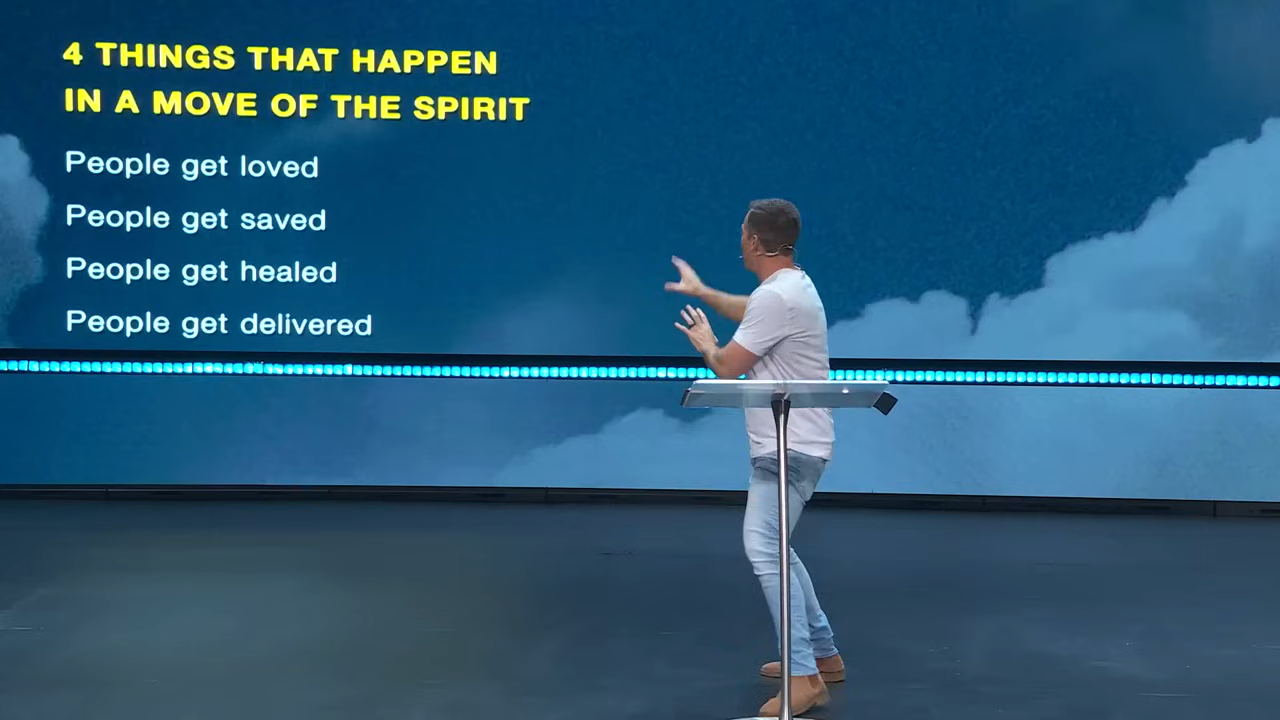 4 THINGS THAT HAPPEN
IN A MOVE OF THE SPIRIT
People get loved
People get saved
People get healed
People get delivered